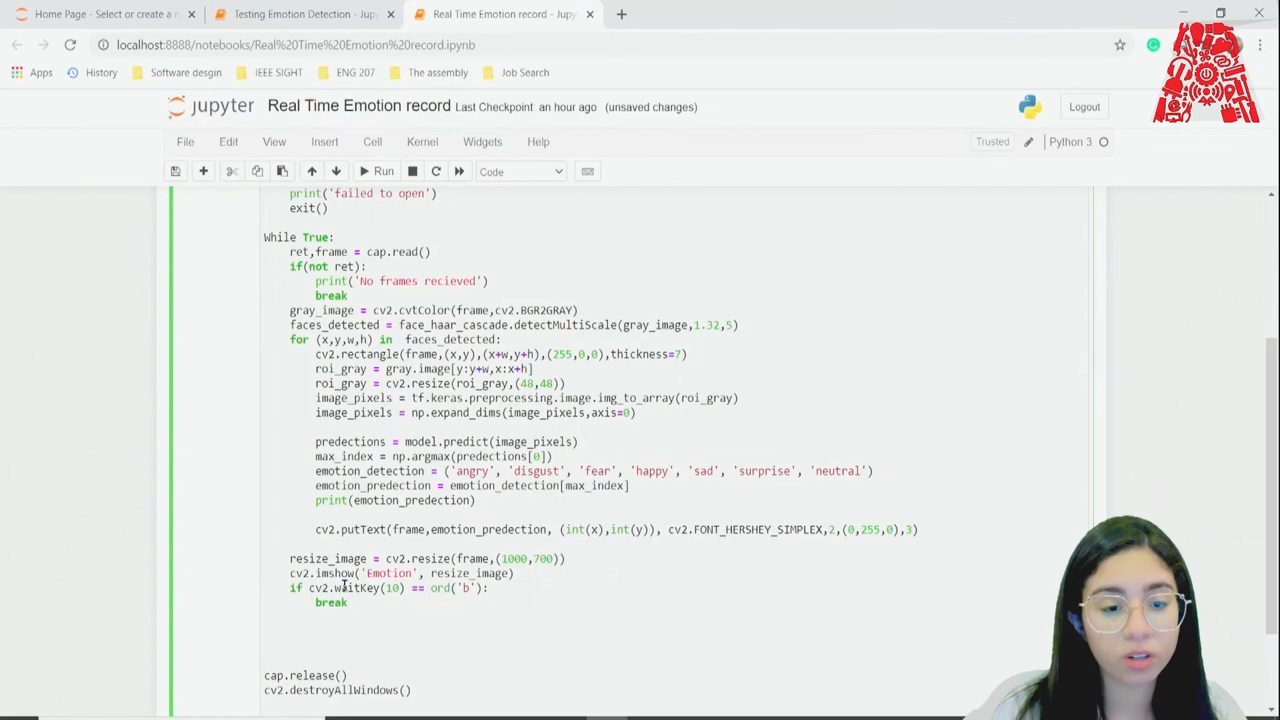 Home Page - Select or create a n
Testing Emotion Detection - Jup
Real Time Emotion record - Jupy
localhost:8888/notebooks/Real%20Time%20Emotion%20record.ipynb
Apps History Software desgin IEEE SIGHT ENG 207 The assembly Job Search
jupyter Real Time Emotion record Last Checkpoint an hour ago (unsaved changes) Logout
File Edit View Insert Cell Kernel Widgets Help Trusted Python 3
Run Code
print('failed to open')
exit()
While True:
ret,frame = cap.read()
if(not ret):
print('No frames recieved')
break
gray_image = cv2.cvtColor(frame,cv2.BGR2GRAY)
faces_detected = face_haar_cascade.detectMultiScale(gray_image,1.32,5)
for (x,y,w,h) in faces_detected:
cv2.rectangle(frame,(x,y),(x+w,y+h),(255,0,0),thickness=7)
roi_gray = gray.image[y:y+w,x:x+h]
roi_gray = cv2.resize(roi_gray,(48,48))
image_pixels = tf.keras.preprocessing.image.img_to_array(roi_gray)
image_pixels = np.expand_dims(image_pixels,axis=0)
predections = model.predict(image_pixels)
max_index = np.argmax(predections[0])
emotion_detection = ('angry', 'disgust', 'fear', 'happy', 'sad', 'surprise', 'neutral')
emotion_predection = emotion_detection[max_index]
print(emotion_predection)
cv2.putText(frame,emotion_predection, (int(x),int(y)), cv2.FONT_HERSHEY_SIMPLEX,2,(0,255,0),3)
resize_image = cv2.resize(frame,(1000,700))
cv2.imshow('Emotion', resize_image)
if cv2.waitKey(10) == ord('b'):
break
cap.release()
cv2.destroyAllWindows()